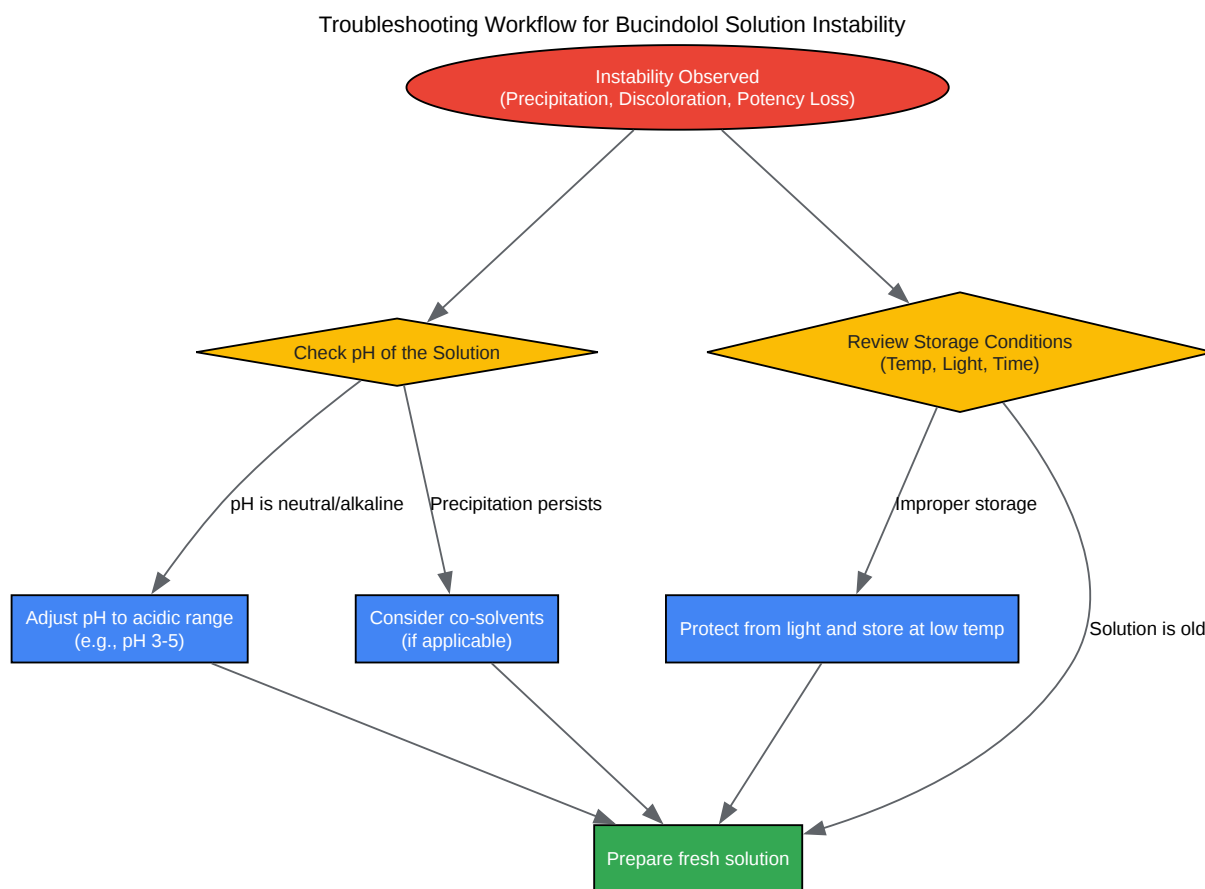 Troubleshooting Workflow for Bucindolol Solution Instability
Instability Observed
(Precipitation, Discoloration, Potency Loss)
Check pH of the Solution
Review Storage Conditions
(Temp, Light, Time)
pH is neutral/alkaline
Precipitation persists
Improper storage
Adjust pH to acidic range
(e.g., pH 3-5)
Consider co-solvents
(if applicable)
Protect from light and store at low temp
Solution is old
Prepare fresh solution